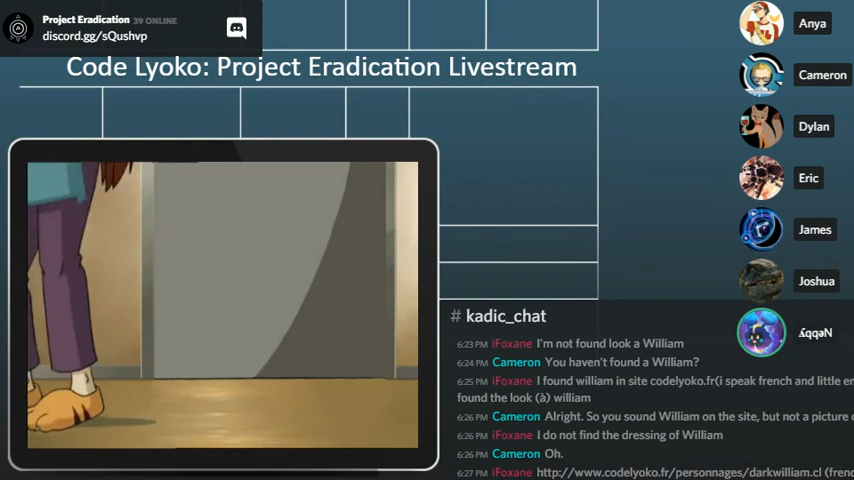 Project Eradication 39 ONLINE
discord.gg/sQushvp
Code Lyoko: Project Eradication Livestream
Anya
Cameron
Dylan
Eric
James
Joshua
ʎqqǝN
# kadic_chat
6:23 PM iFoxane I'm not found look a William
6:24 PM Cameron You haven't found a William?
6:25 PM iFoxane I found william in site codelyoko.fr(i speak french and little en
found the look (à) william
6:26 PM Cameron Alright. So you sound William on the site, but not a picture o
6:26 PM iFoxane I do not find the dressing of William
6:26 PM Cameron Oh.
6:27 PM iFoxane http://www.codelyoko.fr/personnages/darkwilliam.cl (frenc